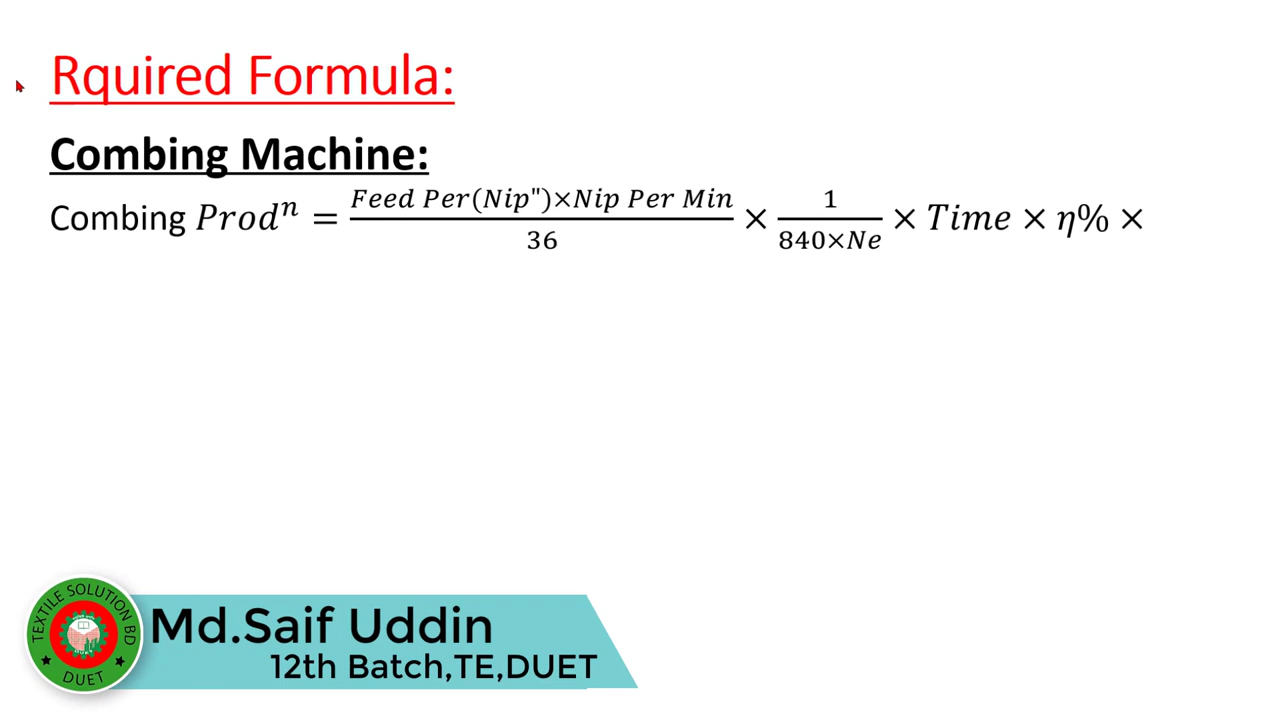 Rquired Formula:
Combing Machine:
Combing Prodⁿ = Feed Per(Nip")×Nip Per Min / 36 × 1 / 840×Ne × Time × η% ×
TEXTILE SOLUTION BD
DUET
Md.Saif Uddin
12th Batch,TE,DUET